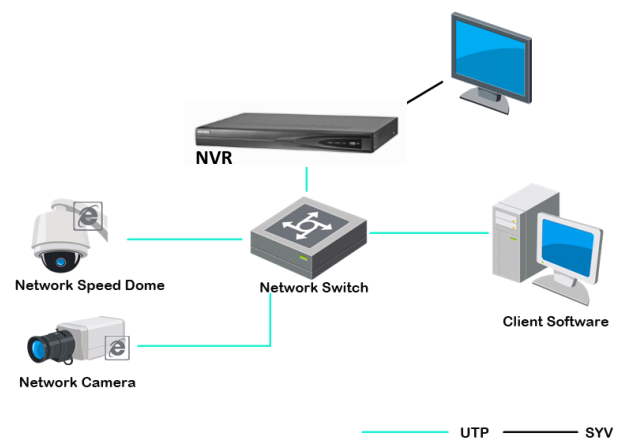 NVR
Network Speed Dome
Network Switch
Client Software
Network Camera
UTP
SYV